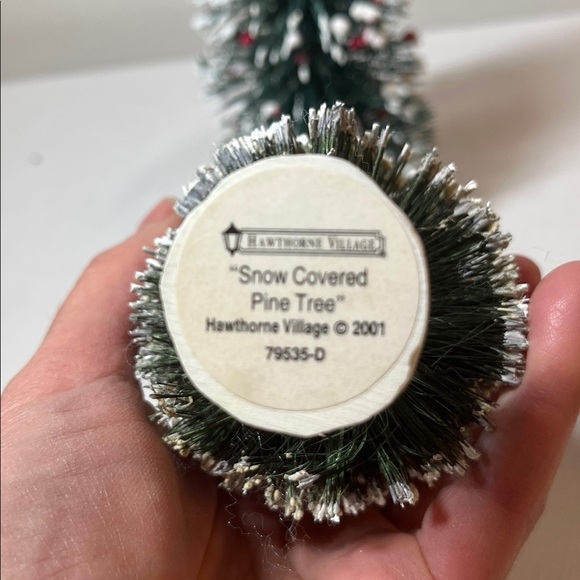 HAWTHORNE VILLAGE
"Snow Covered
Pine Tree"
Hawthorne Village © 2001
79535-D